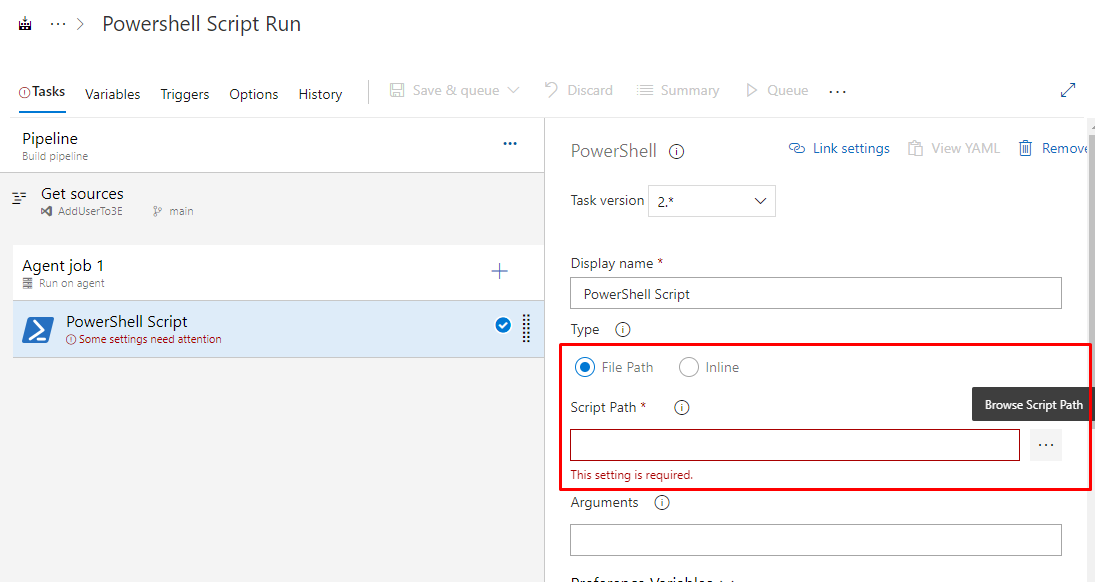 ··· > Powershell Script Run
Tasks Variables Triggers Options History Save & queue Discard Summary Queue ...
Pipeline
Build pipeline
Get sources
AddUserTo3E main
Agent job 1
Run on agent
PowerShell Script
Some settings need attention
PowerShell Link settings View YAML Remove
Task version 2.*
Display name *
PowerShell Script
Type
File Path Inline
Script Path *
Browse Script Path
This setting is required.
Arguments
Preference Variables